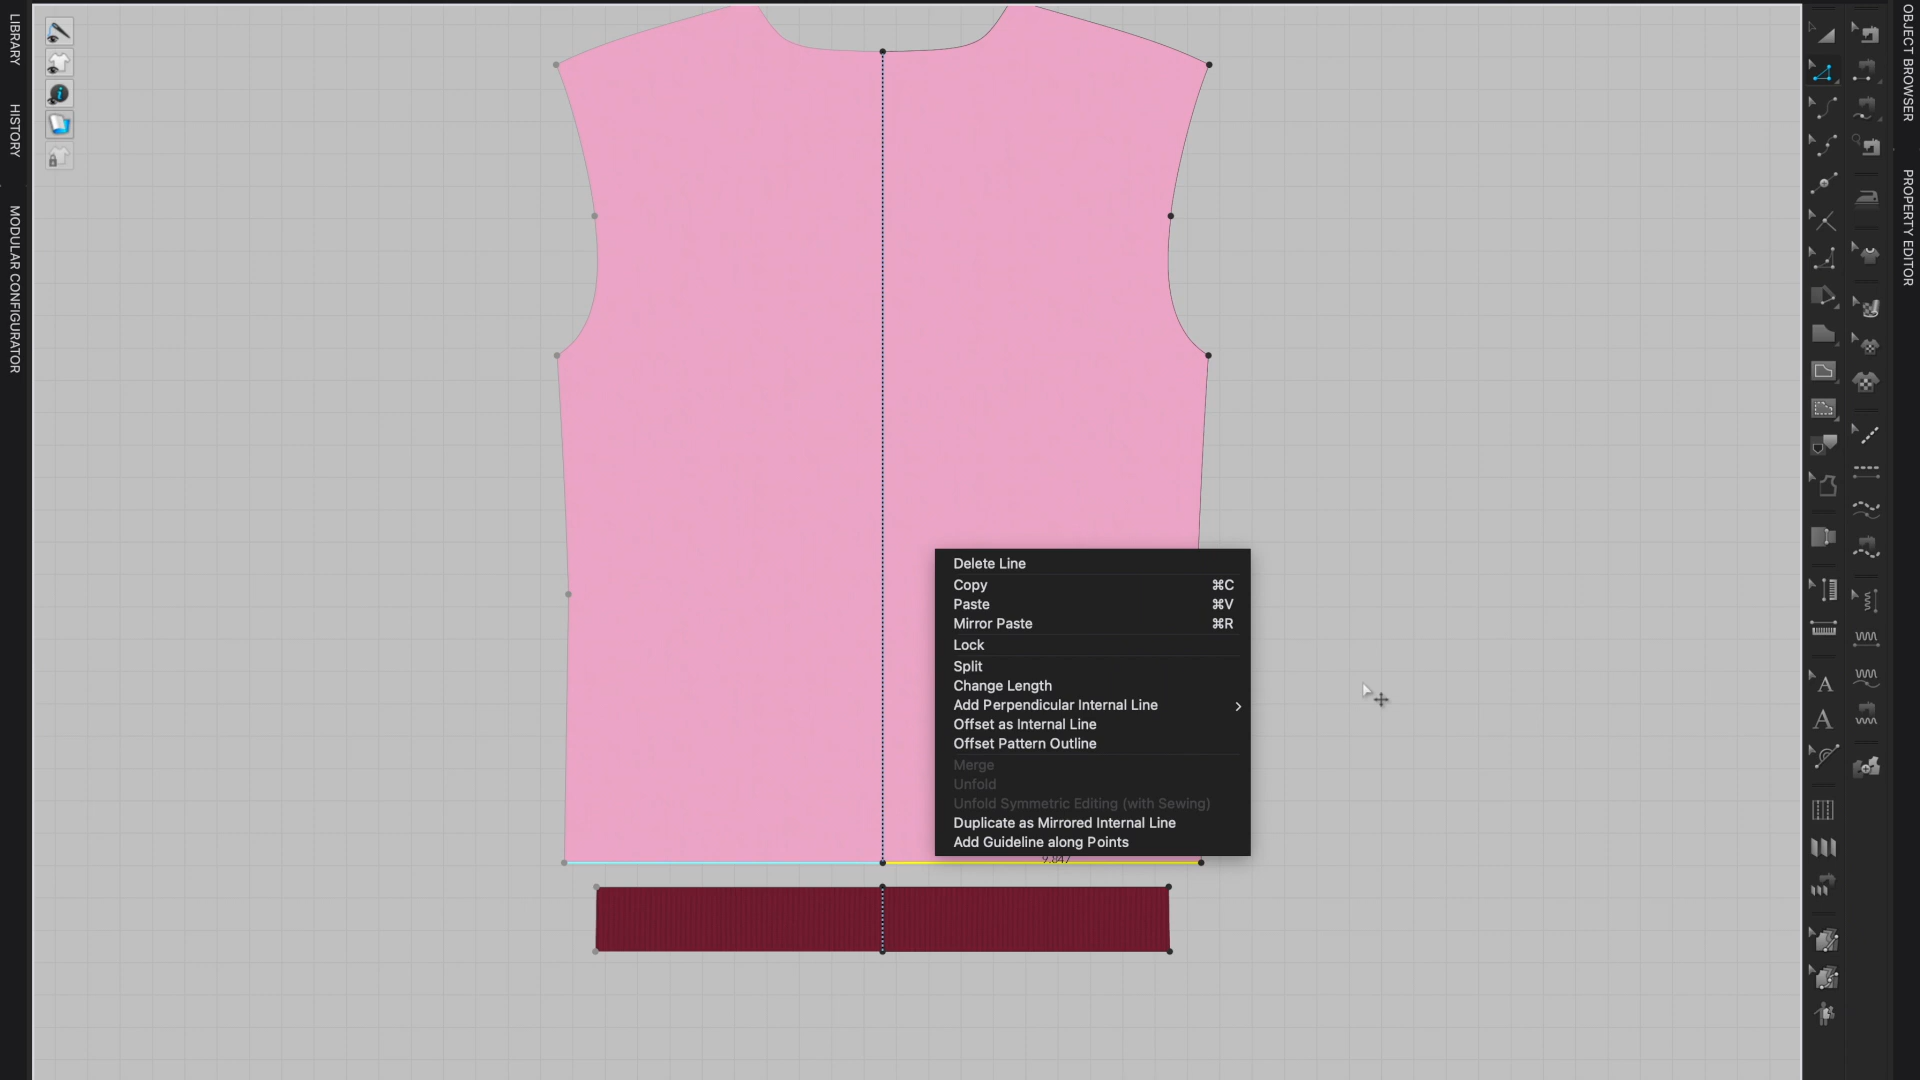 LIBRARY
HISTORY
MODULAR CONFIGURATOR
Delete Line
Copy ⌘C
Paste ⌘V
Mirror Paste ⌘R
Lock
Split
Change Length
Add Perpendicular Internal Line
Offset as Internal Line
Offset Pattern Outline
Merge
Unfold
Unfold Symmetric Editing (with Sewing)
Duplicate as Mirrored Internal Line
Add Guideline along Points
9.847
A
A
OBJECT BROWSER
PROPERTY EDITOR